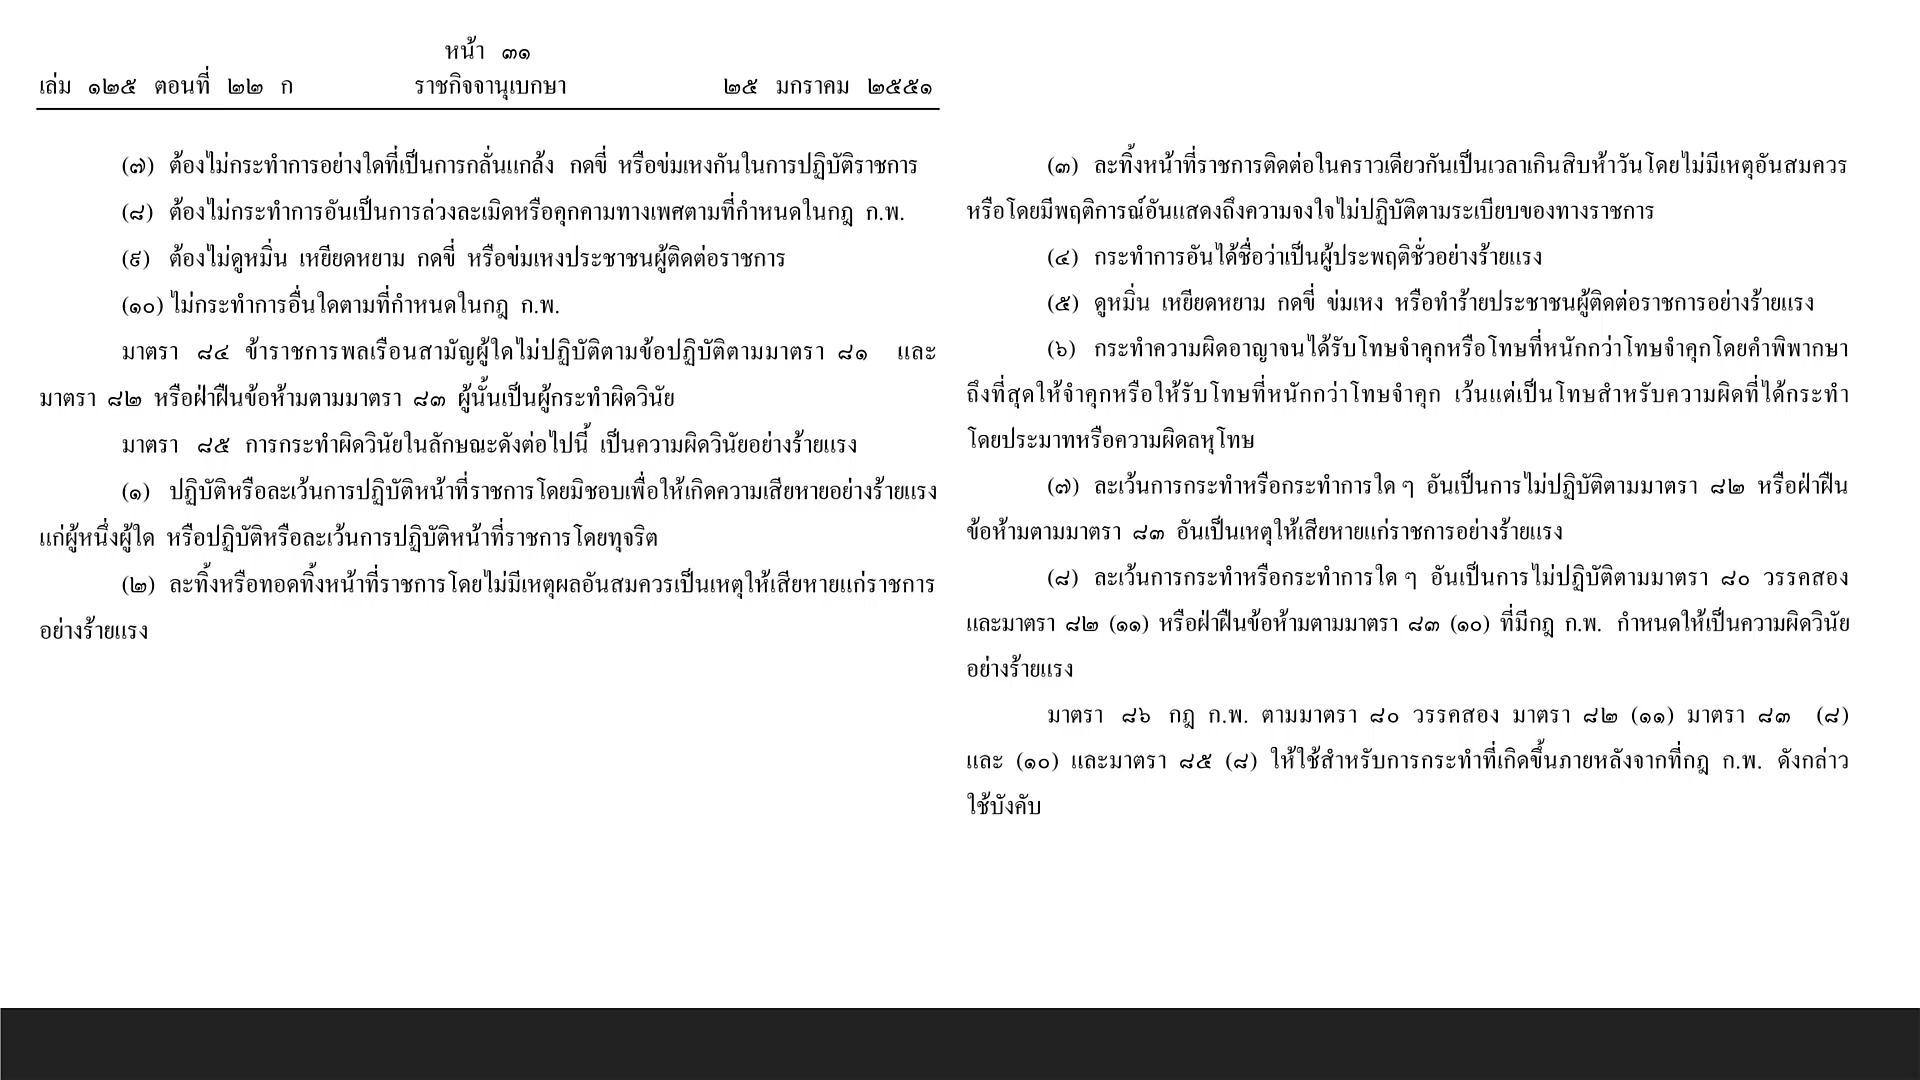 หน้า ๓๑
เล่ม ๑๒๕ ตอนที่ ๒๒ ก ราชกิจจานุเบกษา ๒๕ มกราคม ๒๕๕๑
(๗) ต้องไม่กระทำการอย่างใดที่เป็นการกลั่นแกล้ง กดขี่ หรือข่มเหงกันในการปฏิบัติราชการ
(๘) ต้องไม่กระทำการอันเป็นการล่วงละเมิดหรือคุกคามทางเพศตามที่กำหนดในกฎ ก.พ.
(๙) ต้องไม่ดูหมิ่น เหยียดหยาม กดขี่ หรือข่มเหงประชาชนผู้ติดต่อราชการ
(๑๐) ไม่กระทำการอื่นใดตามที่กำหนดในกฎ ก.พ.
มาตรา ๘๔ ข้าราชการพลเรือนสามัญผู้ใดไม่ปฏิบัติตามข้อปฏิบัติตามมาตรา ๘๑ และ
มาตรา ๘๒ หรือฝ่าฝืนข้อห้ามตามมาตรา ๘๓ ผู้นั้นเป็นผู้กระทำผิดวินัย
มาตรา ๘๕ การกระทำผิดวินัยในลักษณะดังต่อไปนี้ เป็นความผิดวินัยอย่างร้ายแรง
(๑) ปฏิบัติหรือละเว้นการปฏิบัติหน้าที่ราชการโดยมิชอบเพื่อให้เกิดความเสียหายอย่างร้ายแรง
แก่ผู้หนึ่งผู้ใด หรือปฏิบัติหรือละเว้นการปฏิบัติหน้าที่ราชการโดยทุจริต
(๒) ละทิ้งหรือทอดทิ้งหน้าที่ราชการโดยไม่มีเหตุผลอันสมควรเป็นเหตุให้เสียหายแก่ราชการ
อย่างร้ายแรง
(๓) ละทิ้งหน้าที่ราชการติดต่อในคราวเดียวกันเป็นเวลาเกินสิบห้าวันโดยไม่มีเหตุอันสมควร
หรือโดยมีพฤติการณ์อันแสดงถึงความจงใจไม่ปฏิบัติตามระเบียบของทางราชการ
(๔) กระทำการอันได้ชื่อว่าเป็นผู้ประพฤติชั่วอย่างร้ายแรง
(๕) ดูหมิ่น เหยียดหยาม กดขี่ ข่มเหง หรือทำร้ายประชาชนผู้ติดต่อราชการอย่างร้ายแรง
(๖) กระทำความผิดอาญาจนได้รับโทษจำคุกหรือโทษที่หนักกว่าโทษจำคุกโดยคำพิพากษา
ถึงที่สุดให้จำคุกหรือให้รับโทษที่หนักกว่าโทษจำคุก เว้นแต่เป็นโทษสำหรับความผิดที่ได้กระทำ
โดยประมาทหรือความผิดลหุโทษ
(๗) ละเว้นการกระทำหรือกระทำการใด ๆ อันเป็นการไม่ปฏิบัติตามมาตรา ๘๒ หรือฝ่าฝืน
ข้อห้ามตามมาตรา ๘๓ อันเป็นเหตุให้เสียหายแก่ราชการอย่างร้ายแรง
(๘) ละเว้นการกระทำหรือกระทำการใด ๆ อันเป็นการไม่ปฏิบัติตามมาตรา ๘๐ วรรคสอง
และมาตรา ๘๒ (๑๑) หรือฝ่าฝืนข้อห้ามตามมาตรา ๘๓ (๑๐) ที่มีกฎ ก.พ. กำหนดให้เป็นความผิดวินัย
อย่างร้ายแรง
มาตรา ๘๖ กฎ ก.พ. ตามมาตรา ๘๐ วรรคสอง มาตรา ๘๒ (๑๑) มาตรา ๘๓ (๘)
และ (๑๐) และมาตรา ๘๕ (๘) ให้ใช้สำหรับการกระทำที่เกิดขึ้นภายหลังจากที่กฎ ก.พ. ดังกล่าว
ใช้บังคับ